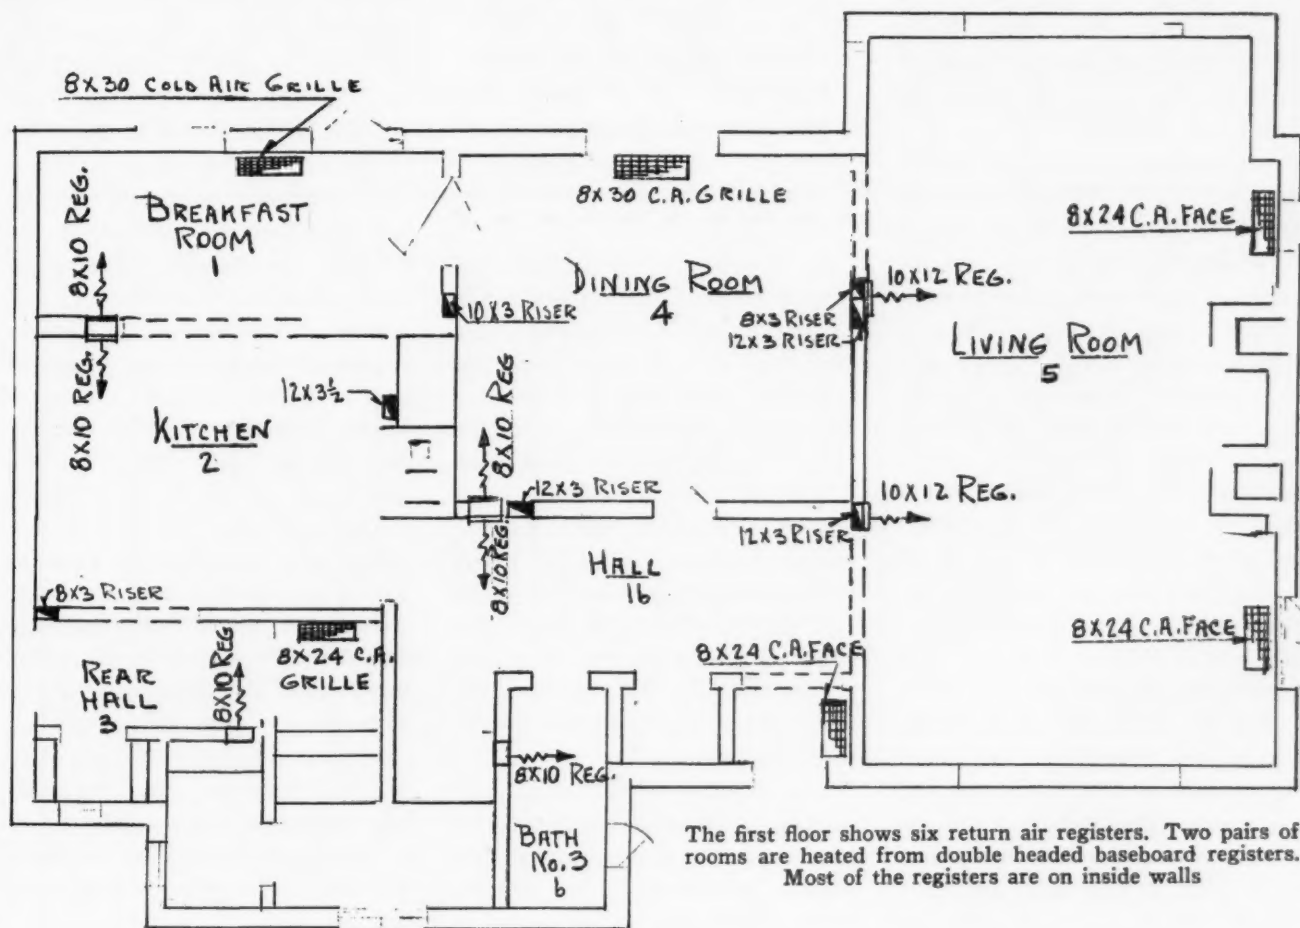 8X30 COLD AIR GRILLE
8X10 REG.
BREAKFAST
ROOM
1
8X30 C.A. GRILLE
8X24 C.A. FACE
DINING ROOM
4
10X3 RISER
8X3 RISER
12X3 RISER
10X12 REG.
LIVING ROOM
5
8X10 REG.
12X3½
KITCHEN
2
8X10 REG
12X3 RISER
8X10 REG.
10X12 REG.
12X3 RISER
HALL
16
8X3 RISER
REAR
HALL
3
8X10 REG
8X24 C.A.
GRILLE
8X24 C.A. FACE
8X24 C.A. FACE
8X10 REG.
BATH
No. 3
6
The first floor shows six return air registers. Two pairs of
rooms are heated from double headed baseboard registers.
Most of the registers are on inside walls